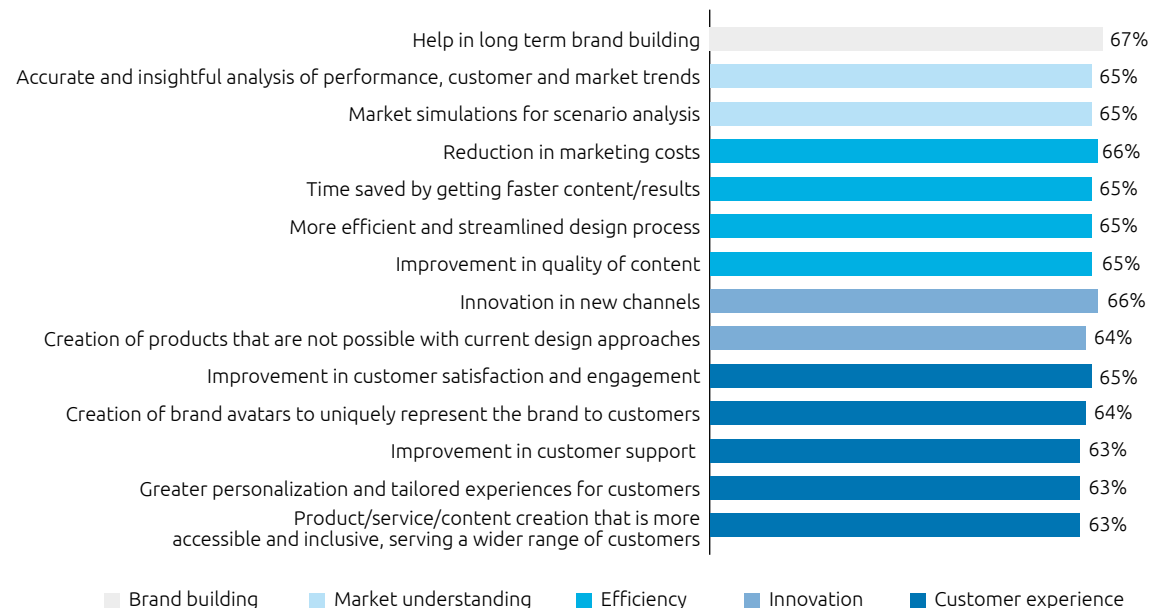 Help in long term brand building 67%
Accurate and insightful analysis of performance, customer and market trends 65%
Market simulations for scenario analysis 65%
Reduction in marketing costs 66%
Time saved by getting faster content/results 65%
More efficient and streamlined design process 65%
Improvement in quality of content 65%
Innovation in new channels 66%
Creation of products that are not possible with current design approaches 64%
Improvement in customer satisfaction and engagement 65%
Creation of brand avatars to uniquely represent the brand to customers 64%
Improvement in customer support 63%
Greater personalization and tailored experiences for customers 63%
Product/service/content creation that is more
accessible and inclusive, serving a wider range of customers 63%
Brand building Market understanding Efficiency Innovation Customer experience